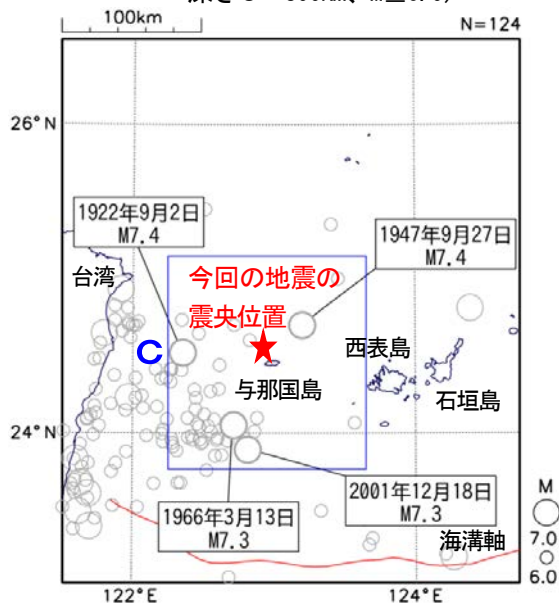 100km
N=124
26°N
1922年9月2日
M7.4
1947年9月27日
M7.4
台湾
今回の地震の
震央位置
C
西表島
与那国島
石垣島
24°N
2001年12月18日
M7.3
1966年3月13日
M7.3
海溝軸
M
7.0
6.0
122°E
124°E